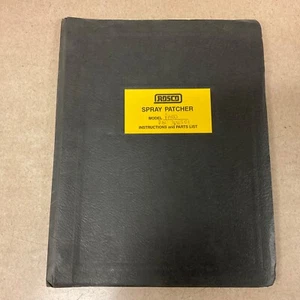 ROSCO
SPRAY PATCHER
MODEL
INSTRUCTIONS and PARTS LIST